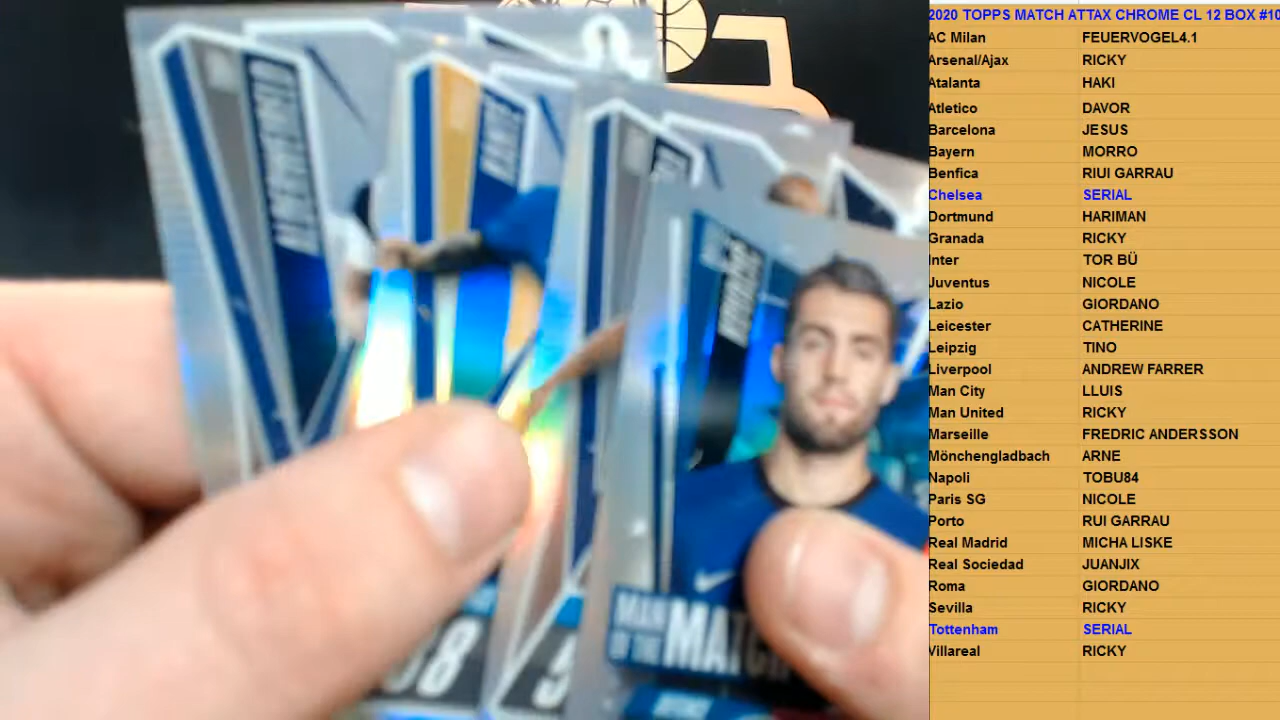 2020 TOPPS MATCH ATTAX CHROME CL 12 BOX #10
AC Milan FEUERVOGEL4.1
Arsenal/Ajax RICKY
Atalanta HAKI
Atletico DAVOR
Barcelona JESUS
Bayern MORRO
Benfica RIUI GARRAU
Chelsea SERIAL
Dortmund HARIMAN
Granada RICKY
Inter TOR BÜ
Juventus NICOLE
Lazio GIORDANO
Leicester CATHERINE
Leipzig TINO
Liverpool ANDREW FARRER
Man City LLUIS
Man United RICKY
Marseille FREDRIC ANDERSSON
Mönchengladbach ARNE
Napoli TOBU84
Paris SG NICOLE
Porto RUI GARRAU
Real Madrid MICHA LISKE
Real Sociedad JUANJIX
Roma GIORDANO
Sevilla RICKY
Tottenham SERIAL
Villareal RICKY
MAN
OF THE
MATCH